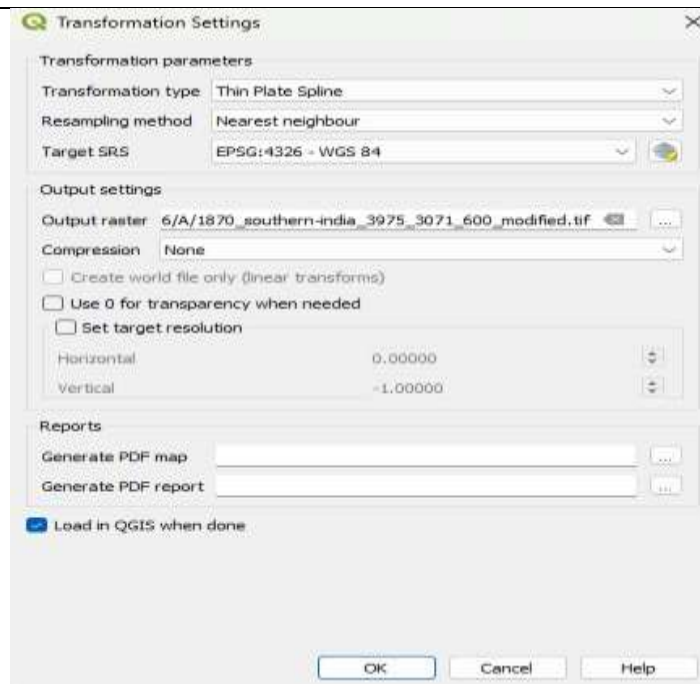 Transformation Settings
Transformation parameters
Transformation type Thin Plate Spline
Resampling method Nearest neighbour
Target SRS EPSG:4326 - WGS 84
Output settings
Output raster 6/A/1870_southern-india_3975_3071_600_modified.tif ...
Compression None
Create world file only (linear transforms)
Use 0 for transparency when needed
Set target resolution
Horizontal 0.00000
Vertical -1.00000
Reports
Generate PDF map ...
Generate PDF report ...
Load in QGIS when done
OK Cancel Help